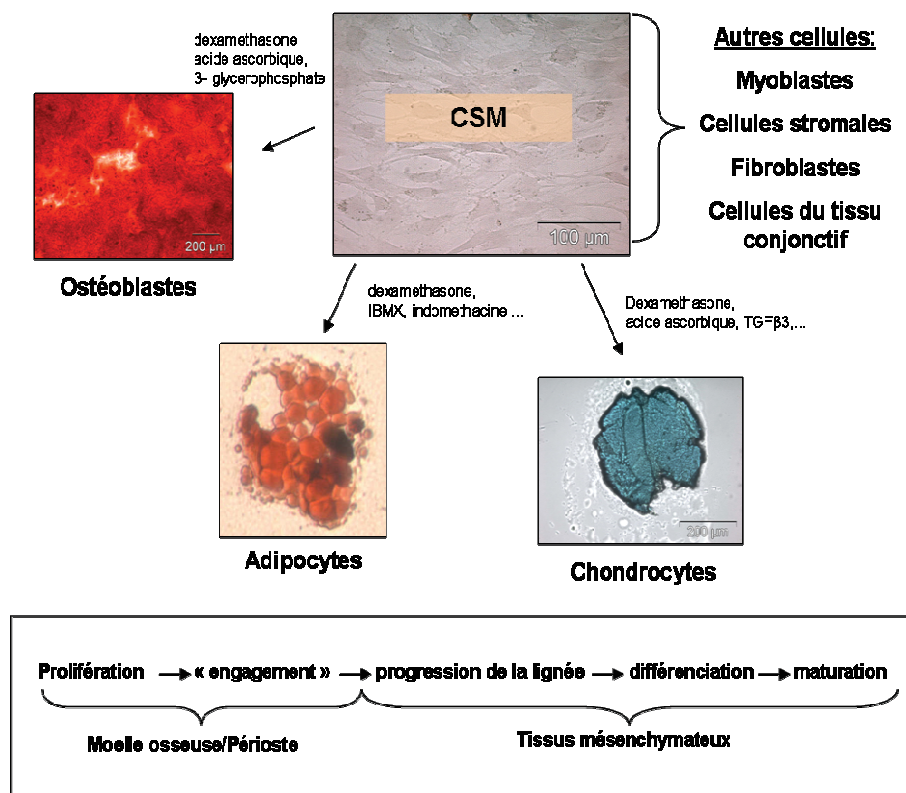 dexamethasone
acide ascorbique,
3- glycerophosphate
CSM
100 µm
Autres cellules:
Myoblastes
Cellules stromales
Fibroblastes
Cellules du tissu
conjonctif
200 µm
Ostéoblastes
dexamethasone,
IBMX, indomethacine ...
Dexamethasone,
acide ascorbique, TGFβ3,...
Adipocytes
200 µm
Chondrocytes
Prolifération « engagement » progression de la lignée différenciation maturation
Moelle osseuse/Périoste
Tissus mésenchymateux